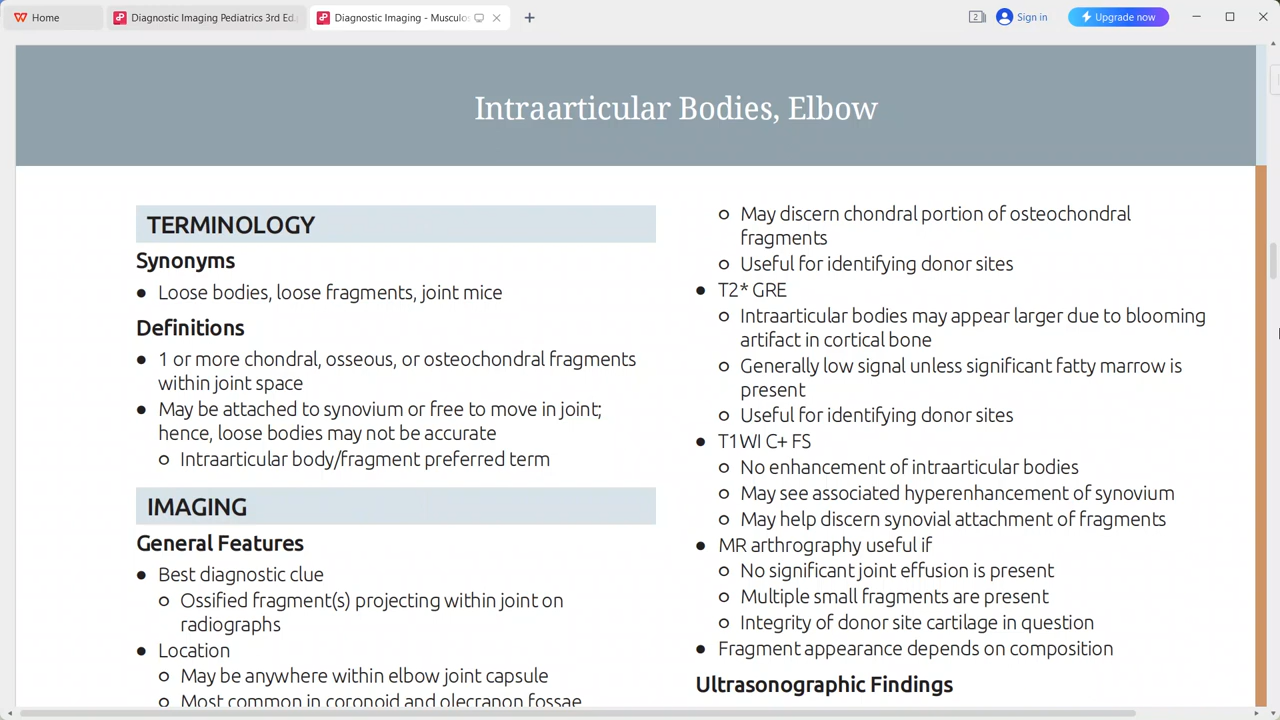 Home
Diagnostic Imaging Pediatrics 3rd Ed.
Diagnostic Imaging - Musculo
2
Sign in
Upgrade now
Intraarticular Bodies, Elbow
TERMINOLOGY
Synonyms
● Loose bodies, loose fragments, joint mice
Definitions
● 1 or more chondral, osseous, or osteochondral fragments
within joint space
● May be attached to synovium or free to move in joint;
hence, loose bodies may not be accurate
○ Intraarticular body/fragment preferred term
IMAGING
General Features
● Best diagnostic clue
○ Ossified fragment(s) projecting within joint on
radiographs
● Location
○ May be anywhere within elbow joint capsule
○ Most common in coronoid and olecranon fossae
○ May discern chondral portion of osteochondral
fragments
○ Useful for identifying donor sites
● T2* GRE
○ Intraarticular bodies may appear larger due to blooming
artifact in cortical bone
○ Generally low signal unless significant fatty marrow is
present
○ Useful for identifying donor sites
● T1WI C+ FS
○ No enhancement of intraarticular bodies
○ May see associated hyperenhancement of synovium
○ May help discern synovial attachment of fragments
● MR arthrography useful if
○ No significant joint effusion is present
○ Multiple small fragments are present
○ Integrity of donor site cartilage in question
● Fragment appearance depends on composition
Ultrasonographic Findings